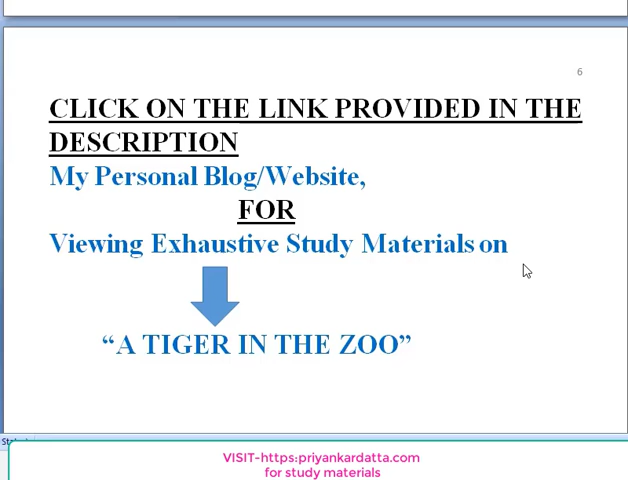 6
CLICK ON THE LINK PROVIDED IN THE
DESCRIPTION
My Personal Blog/Website,
FOR
Viewing Exhaustive Study Materials on
“A TIGER IN THE ZOO”
VISIT-https:priyankardatta.com
for study materials